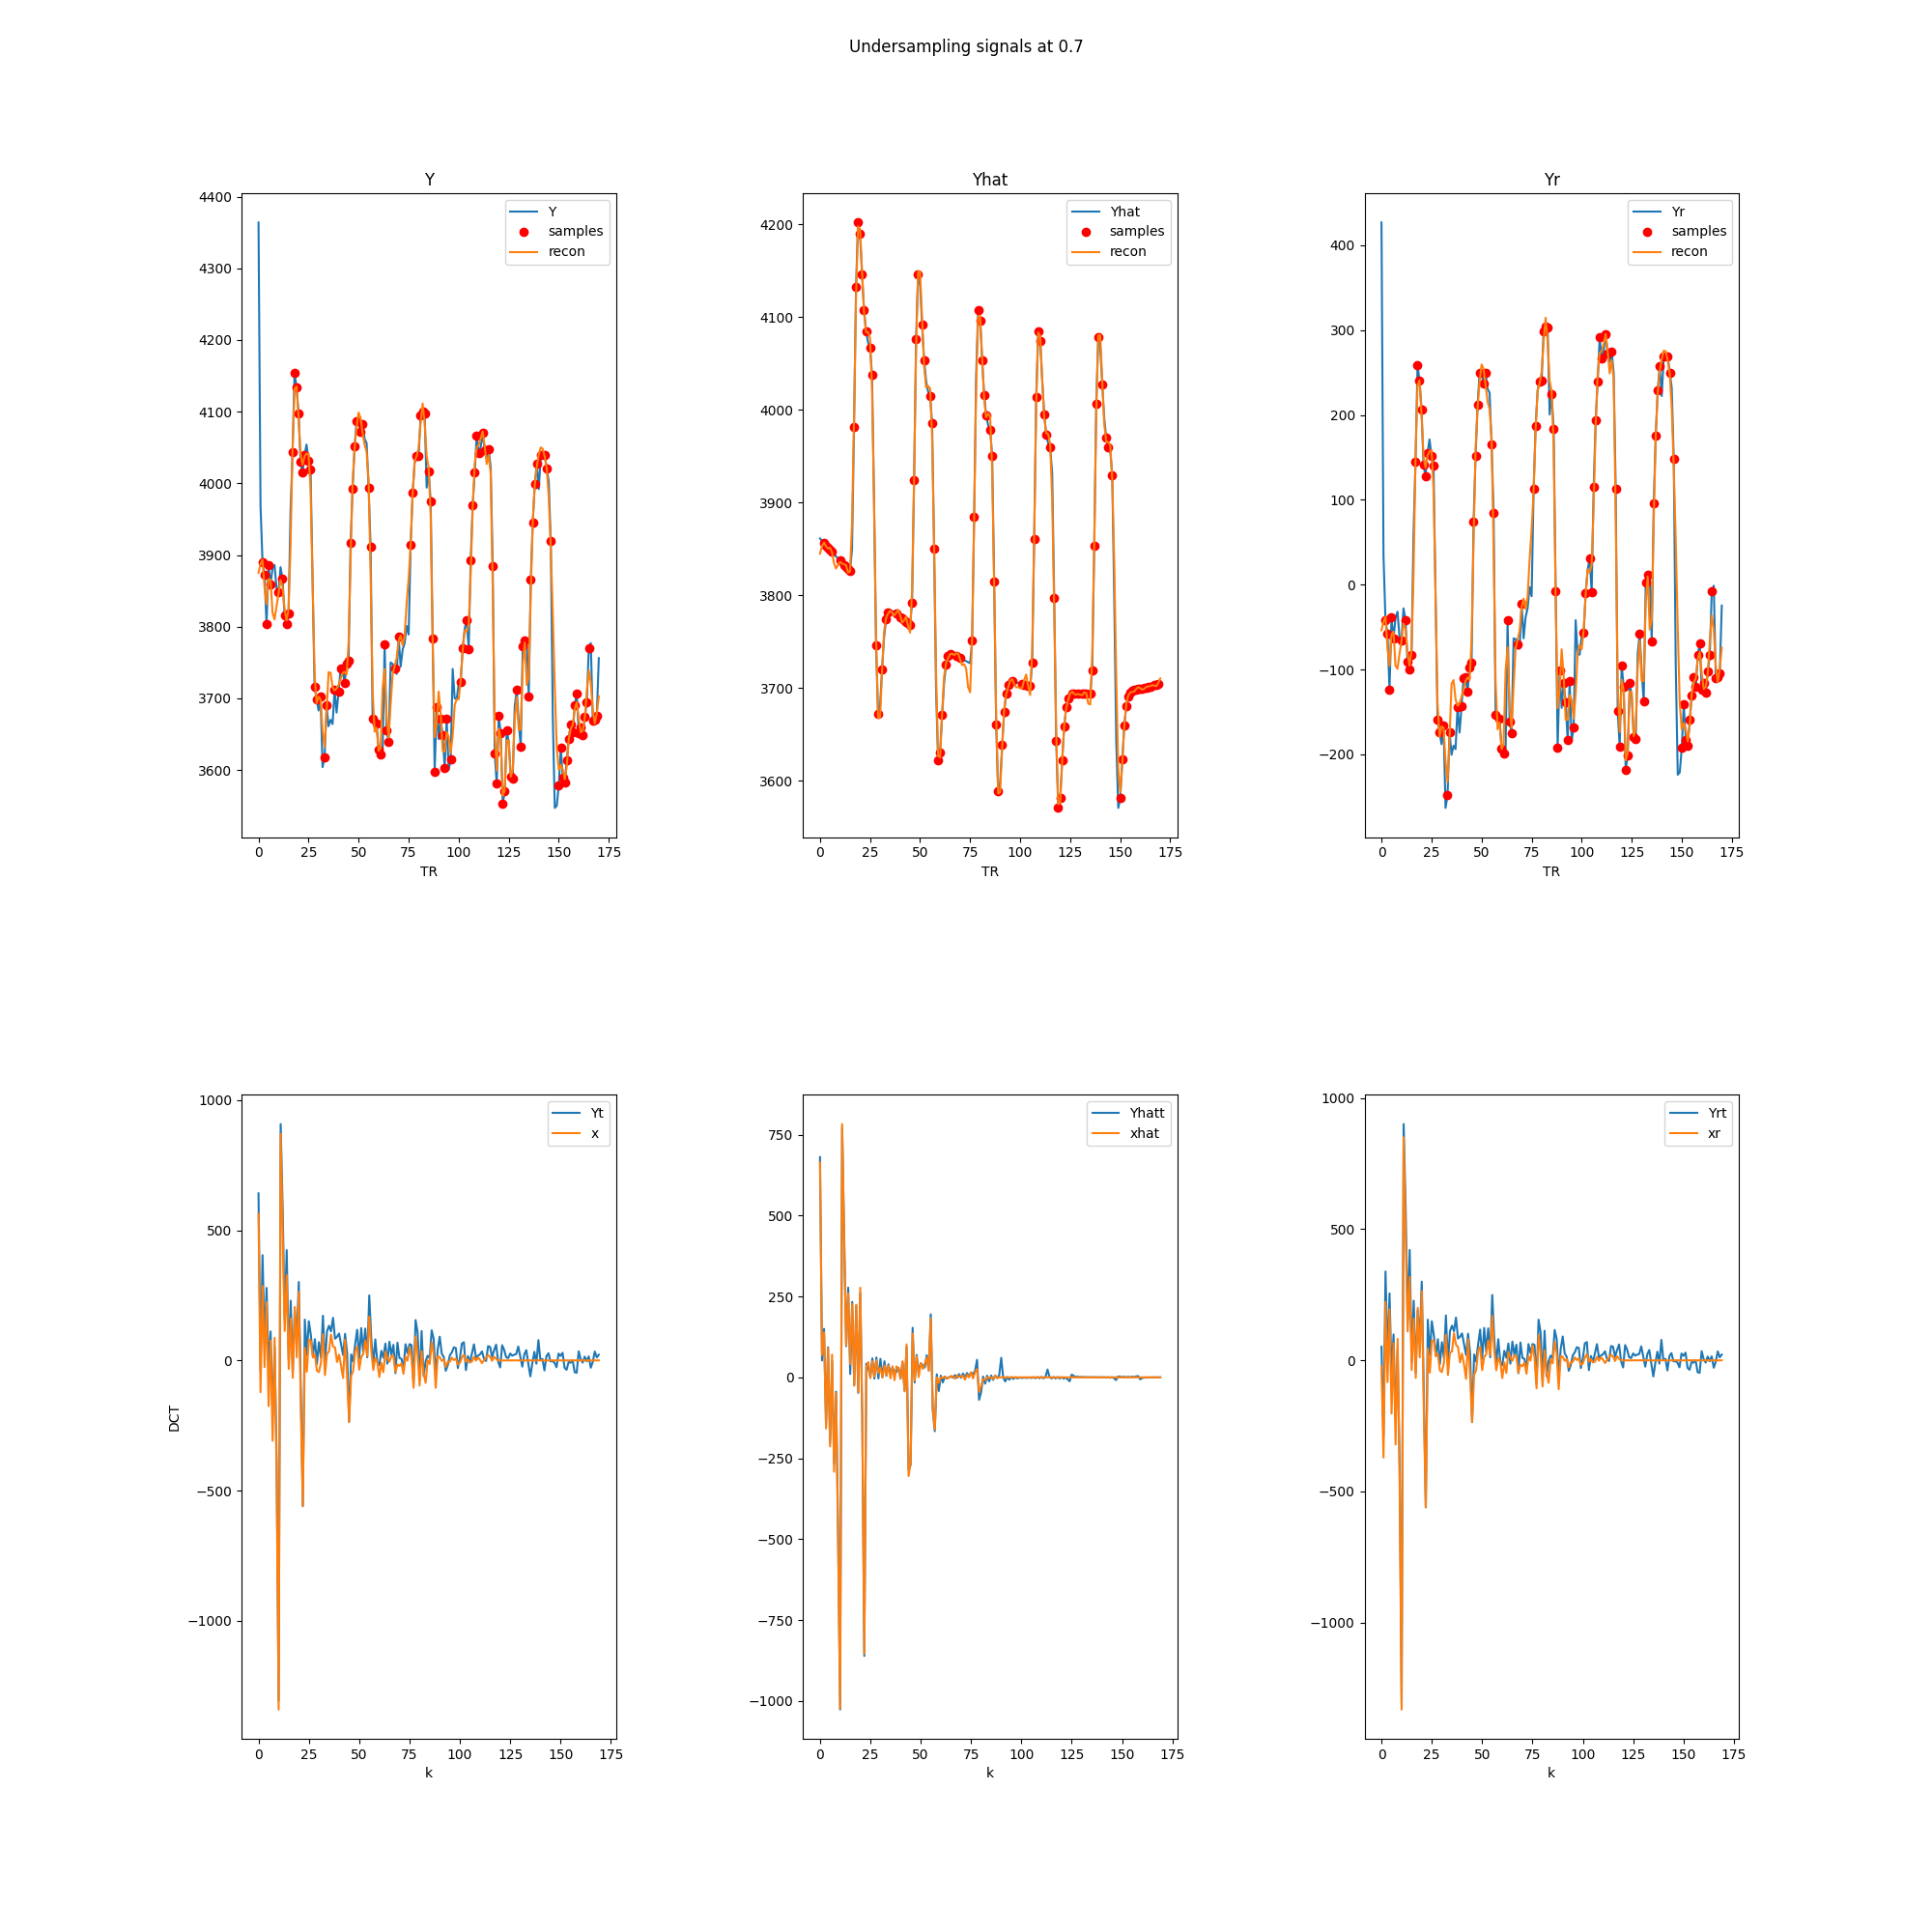 Undersampling signals at 0.7
Y
4400
4300
4200
4100
4000
3900
3800
3700
3600
0 25 50 75 100 125 150 175
TR
Y
samples
recon
Yhat
4200
4100
4000
3900
3800
3700
3600
0 25 50 75 100 125 150 175
TR
Yhat
samples
recon
Yr
400
300
200
100
0
−100
−200
0 25 50 75 100 125 150 175
TR
Yr
samples
recon
1000
500
0
−500
−1000
DCT
0 25 50 75 100 125 150 175
k
Yt
x
750
500
250
0
−250
−500
−750
−1000
0 25 50 75 100 125 150 175
k
Yhatt
xhat
1000
500
0
−500
−1000
0 25 50 75 100 125 150 175
k
Yrt
xr